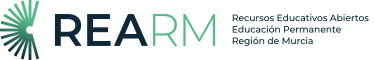 REARM
Recursos Educativos Abiertos
Educación Permanente
Región de Murcia